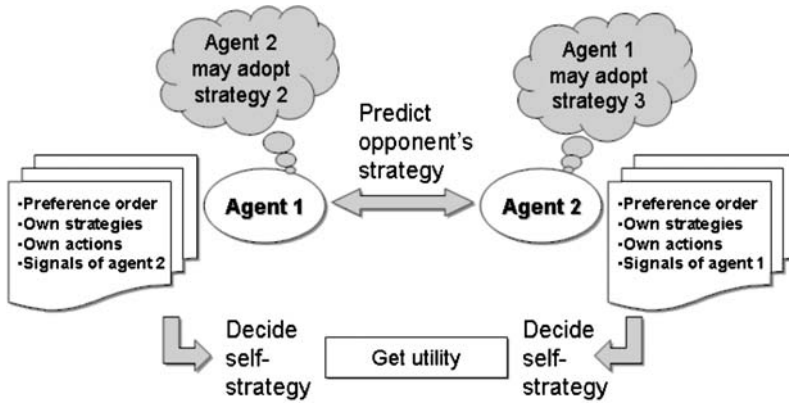 Agent 2
may adopt
strategy 2
Agent 1
may adopt
strategy 3
Predict
opponent's
strategy
•Preference order
•Own strategies
•Own actions
•Signals of agent 2
Agent 1
Agent 2
•Preference order
•Own strategies
•Own actions
•Signals of agent 1
Decide
self-
strategy
Get utility
Decide
self-
strategy